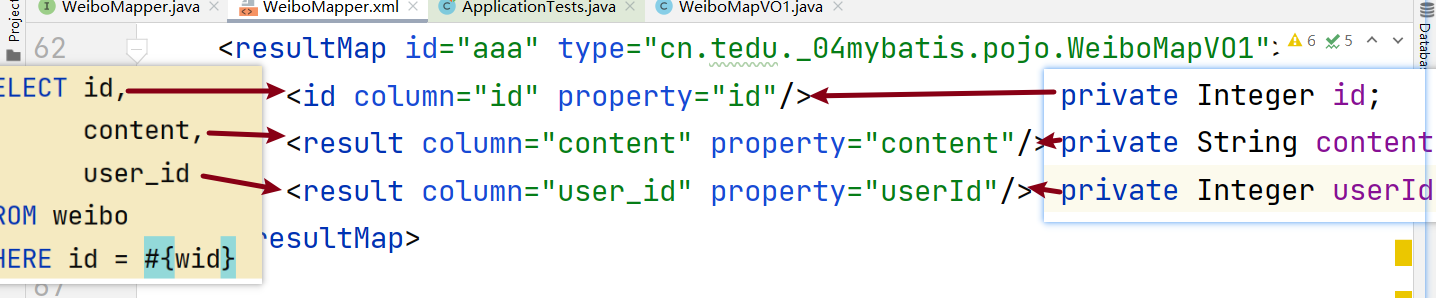 Project
WeiboMapper.java
WeiboMapper.xml
ApplicationTests.java
WeiboMapVO1.java
62
<resultMap id="aaa" type="cn.tedu._04mybatis.pojo.WeiboMapVO1">
6
5
ELECT id,
<id column="id" property="id"/>
private Integer id;
content,
<result column="content" property="content"/>
private String content
user_id
<result column="user_id" property="userId"/>
private Integer userId
ROM weibo
HERE id = #{wid}
resultMap>
67
Databas